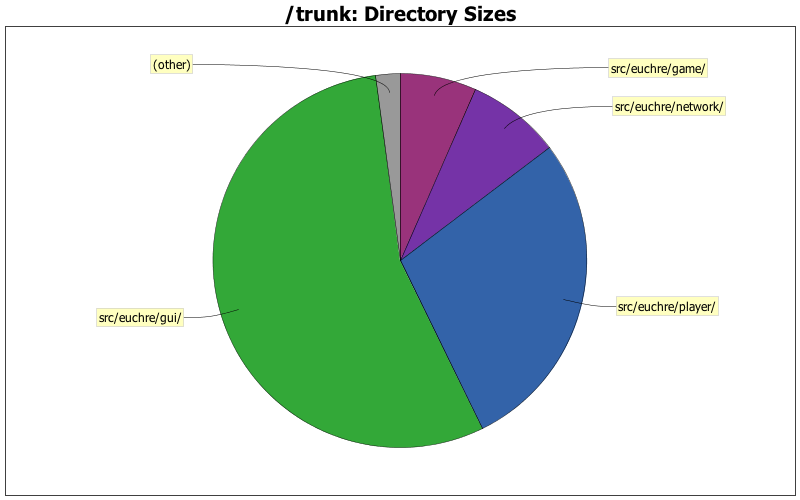 /trunk: Directory Sizes
(other)
src/euchre/game/
src/euchre/network/
src/euchre/player/
src/euchre/gui/